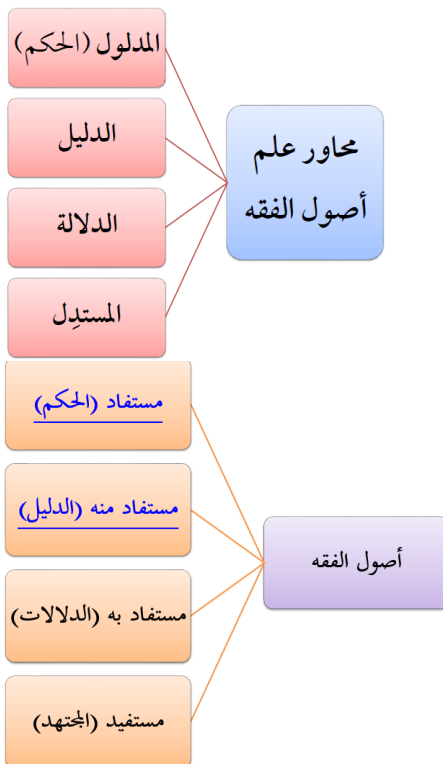 محاور علم
أصول الفقه
المدلول (الحكم)
الدليل
الدلالة
المستدِل
أصول الفقه
مستفاد (الحكم)
مستفاد منه (الدليل)
مستفاد به (الدلالات)
مستفيد (المجتهد)